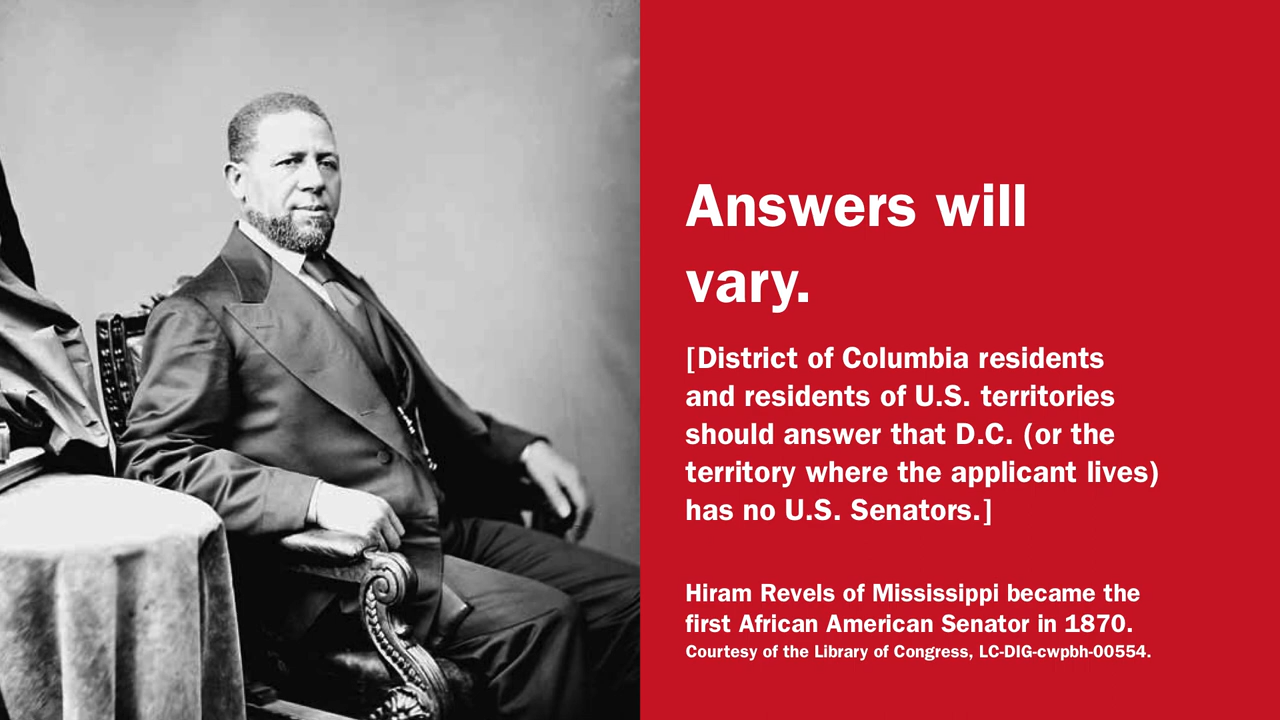 Answers will
vary.
[District of Columbia residents
and residents of U.S. territories
should answer that D.C. (or the
territory where the applicant lives)
has no U.S. Senators.]
Hiram Revels of Mississippi became the
first African American Senator in 1870.
Courtesy of the Library of Congress, LC-DIG-cwpbh-00554.